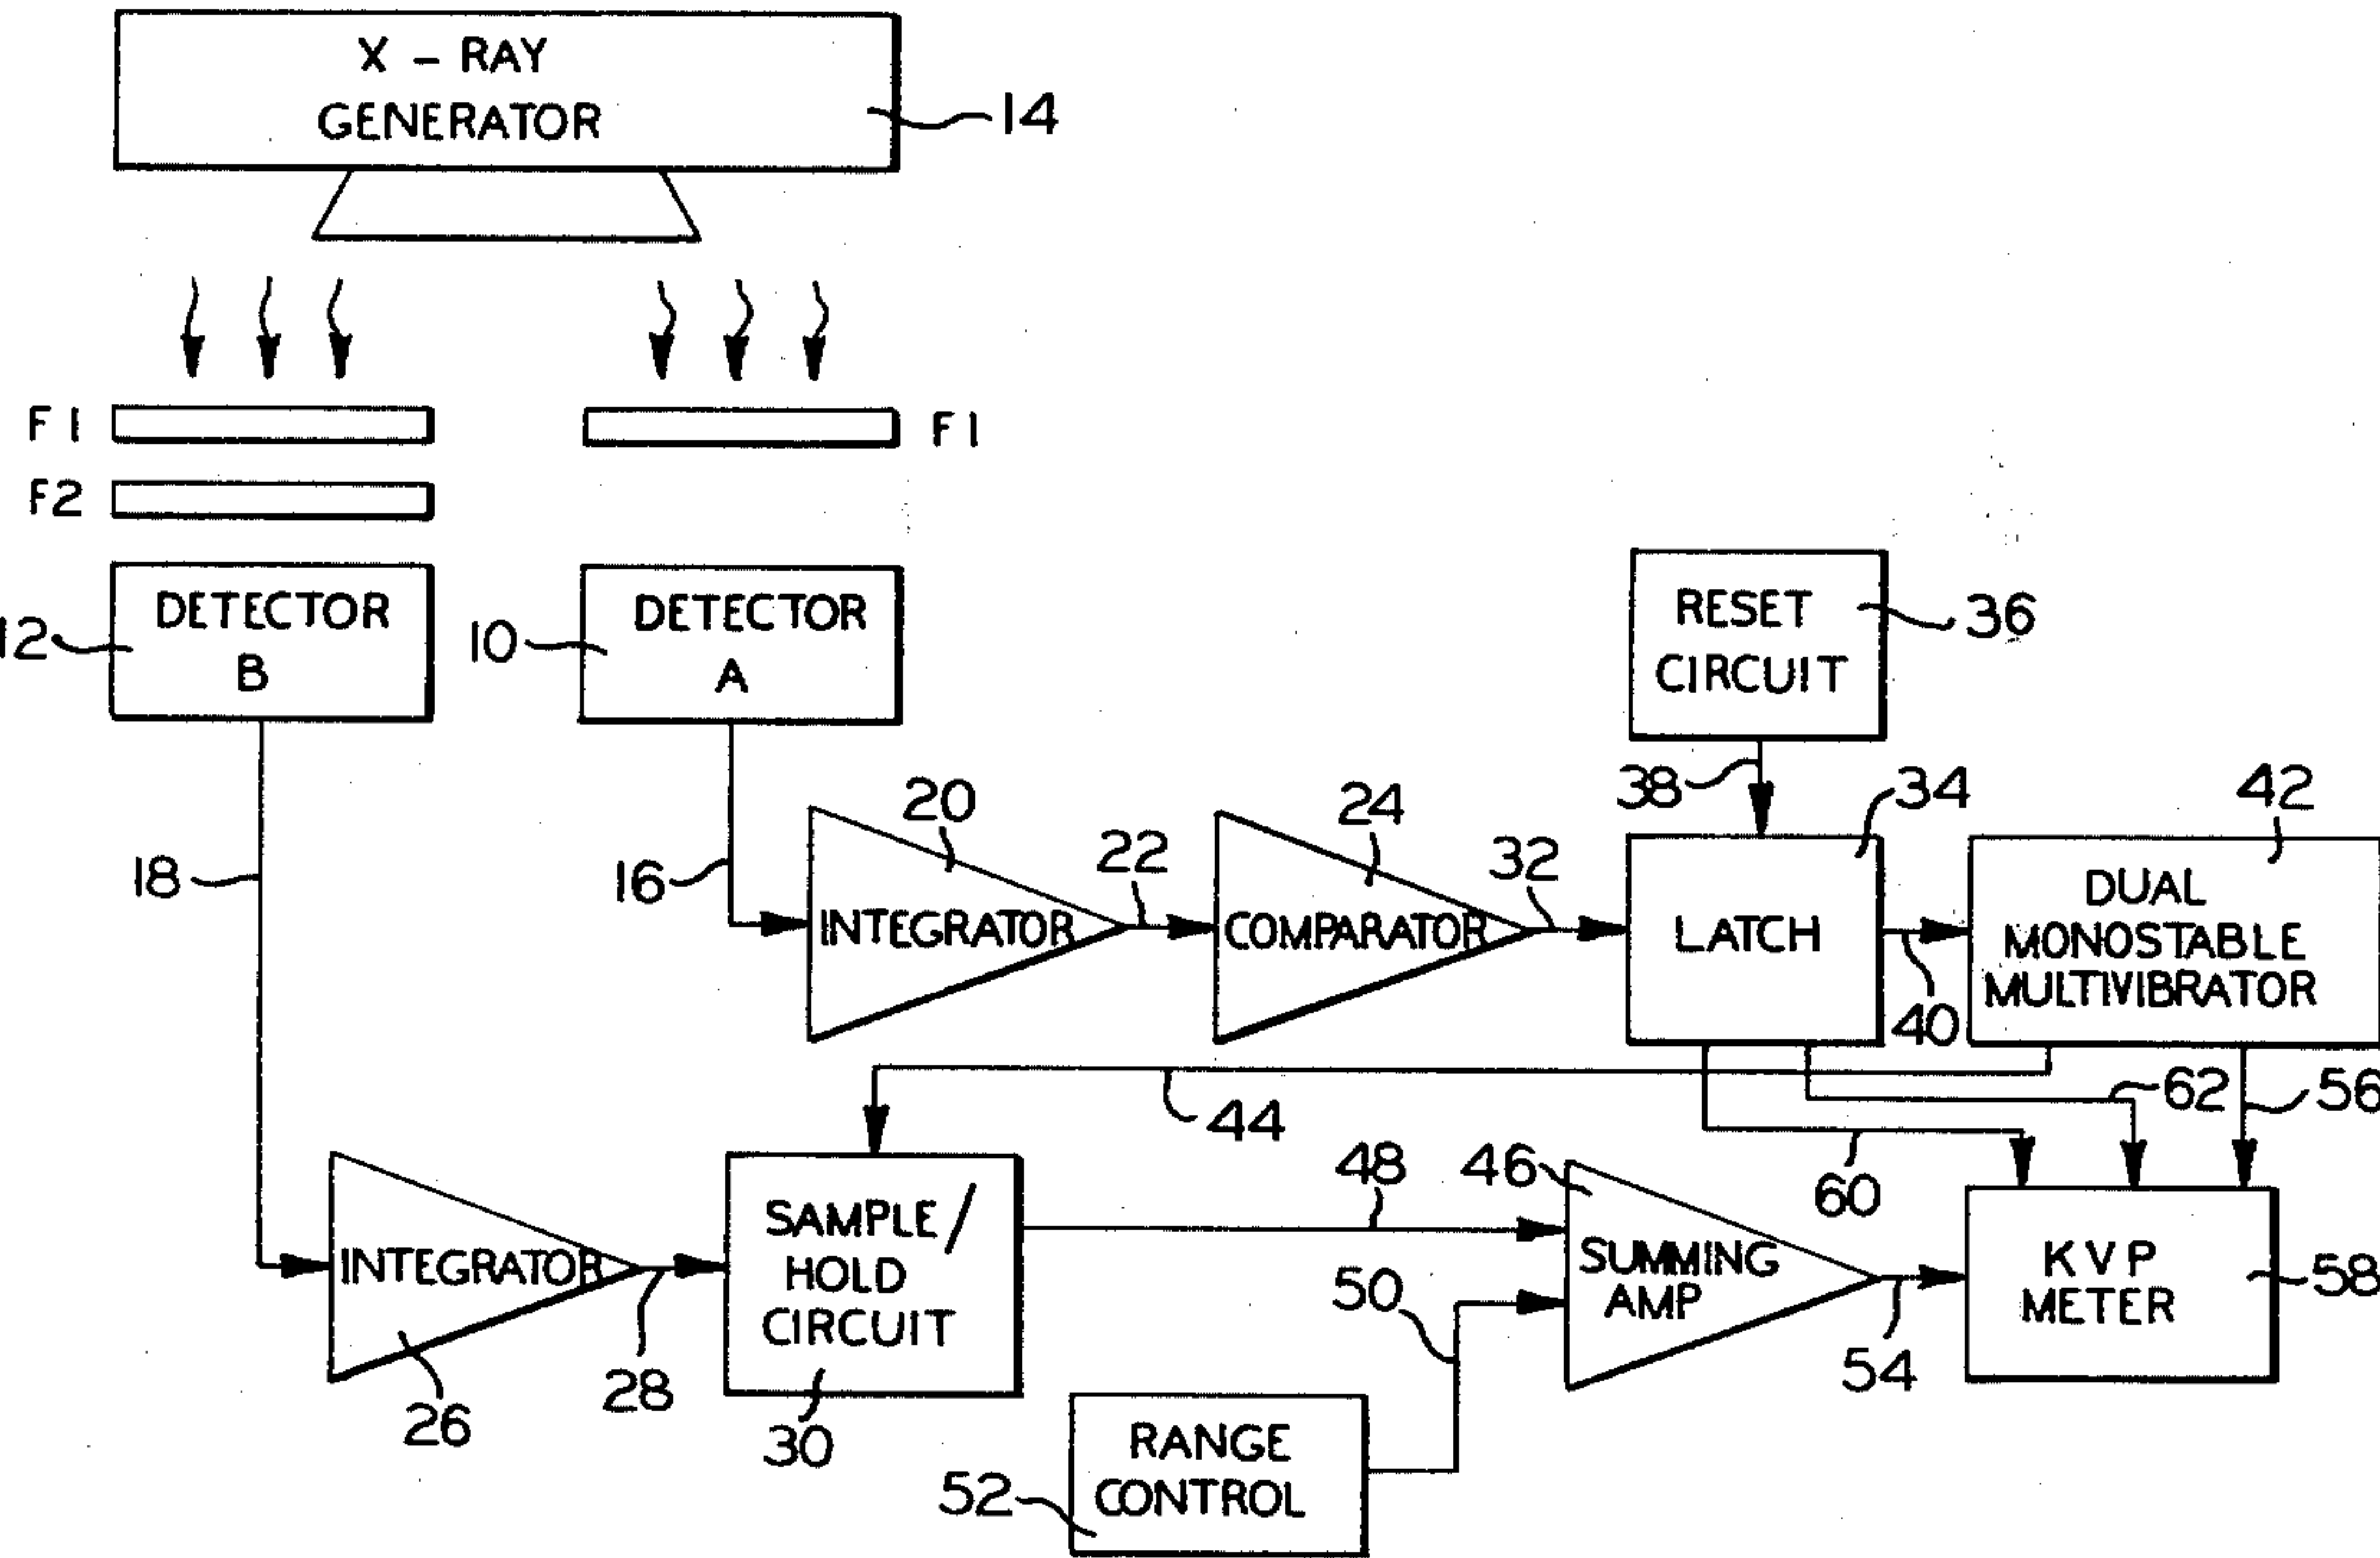 X - RAY
GENERATOR
14
F1
F1
F2
DETECTOR
B
12
DETECTOR
A
10
RESET
CIRCUIT
36
38
34
42
20
24
18
16
22
32
INTEGRATOR
COMPARATOR
LATCH
DUAL
MONOSTABLE
MULTIVIBRATOR
40
44
62
56
60
48
46
INTEGRATOR
SAMPLE/
HOLD
CIRCUIT
SUMMING
AMP
KVP
METER
58
50
54
26
28
30
RANGE
CONTROL
52